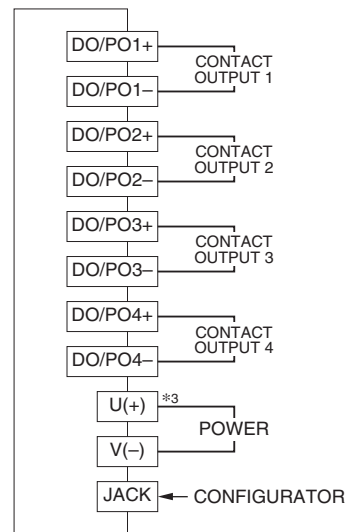 DO/PO1+
CONTACT
OUTPUT 1
DO/PO1–
DO/PO2+
CONTACT
OUTPUT 2
DO/PO2–
DO/PO3+
CONTACT
OUTPUT 3
DO/PO3–
DO/PO4+
CONTACT
OUTPUT 4
DO/PO4–
U(+) *3
POWER
V(–)
JACK CONFIGURATOR